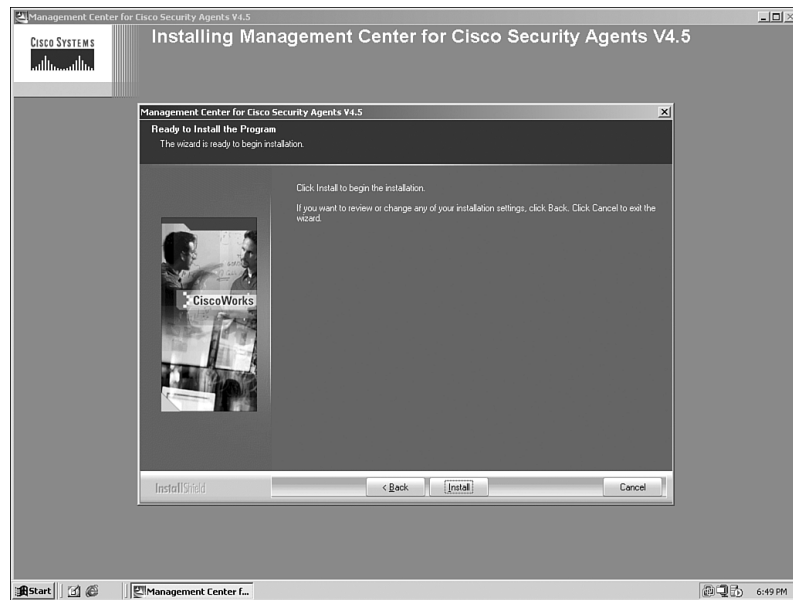 Management Center for Cisco Security Agents V4.5
CISCO SYSTEMS
Installing Management Center for Cisco Security Agents V4.5
Management Center for Cisco Security Agents V4.5
Ready to Install the Program
The wizard is ready to begin installation.
Click Install to begin the installation.
If you want to review or change any of your installation settings, click Back. Click Cancel to exit the
wizard.
CiscoWorks
InstallShield
< Back
Install
Cancel
Start
Management Center f...
6:49 PM